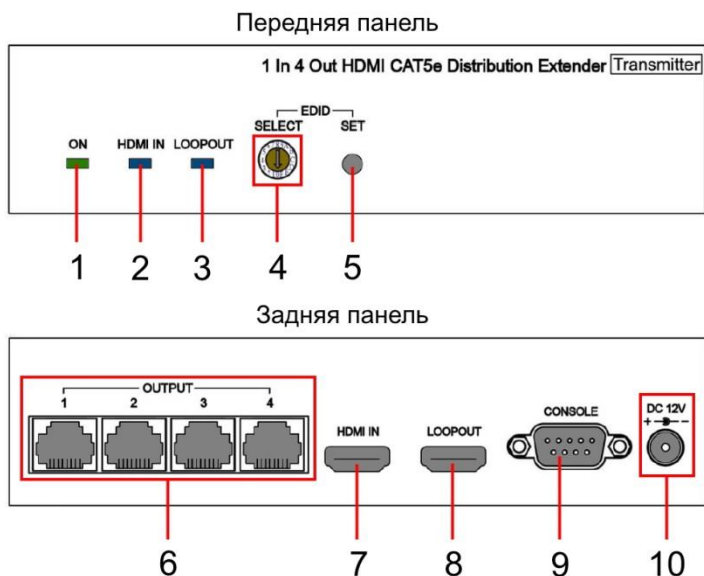 Передняя панель
1 In 4 Out HDMI CAT5e Distribution Extender Transmitter
EDID
SELECT SET
ON HDMI IN LOOPOUT
1 2 3 4 5
Задняя панель
OUTPUT
1 2 3 4
HDMI IN LOOPOUT CONSOLE DC 12V
+ -
6 7 8 9 10